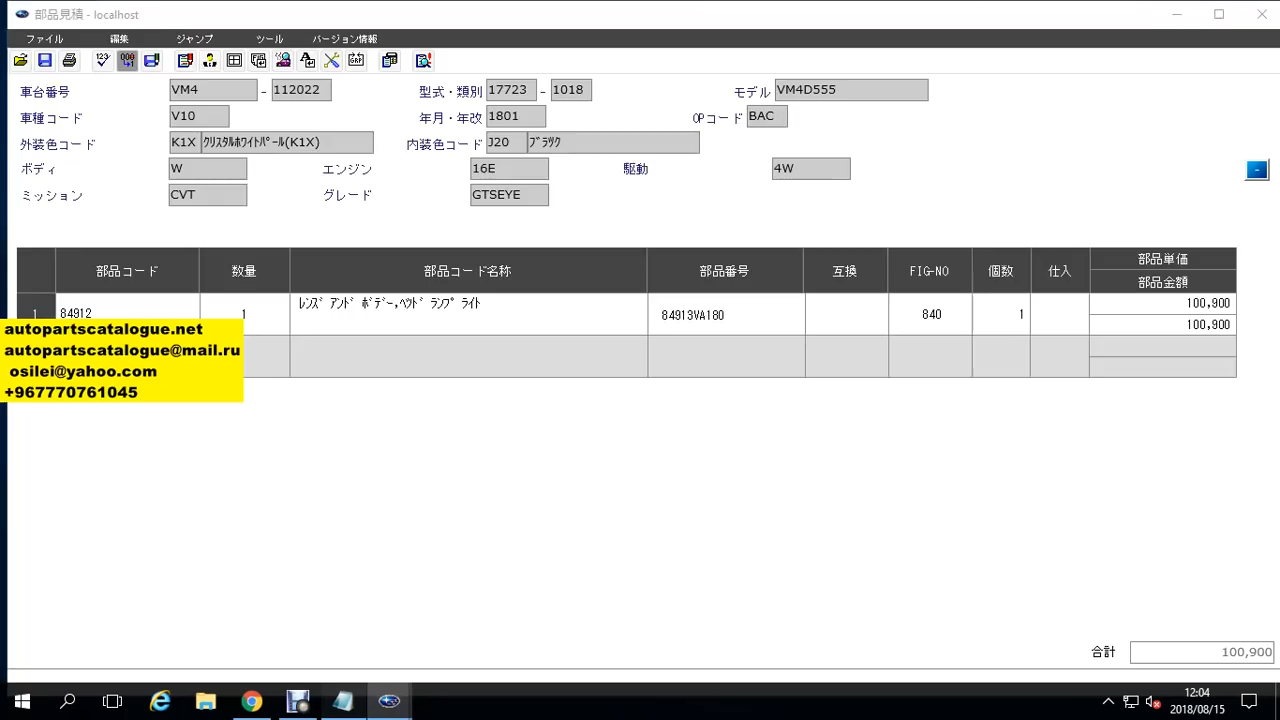 部品見積 - localhost
ファイル 編集 ジャンプ ツール バージョン情報
車台番号 VM4 - 112022 型式・類別 17723 - 1018 モデル VM4D555
車種コード V10 年月・年改 1801 OPコード BAC
外装色コード K1X ｸﾘｽﾀﾙﾎﾜｲﾄﾊﾟｰﾙ(K1X) 内装色コード J20 ﾌﾞﾗﾂｸ
ボディ W エンジン 16E 駆動 4W
ミッション CVT グレード GTSEYE
部品コード 数量 部品コード名称 部品番号 互換 FIG-NO 個数 仕入 部品単価
部品金額
1 84912 1 ﾚﾝｽﾞ ｱﾝﾄﾞ ﾎﾞﾃﾞｰ,ﾍﾂﾄﾞ ﾗﾝﾌﾟ ﾗｲﾄ 84913VA180 840 1 100,900
100,900
autopartscatalogue.net
autopartscatalogue@mail.ru
osilei@yahoo.com
+967770761045
合計 100,900
12:04
2018/08/15